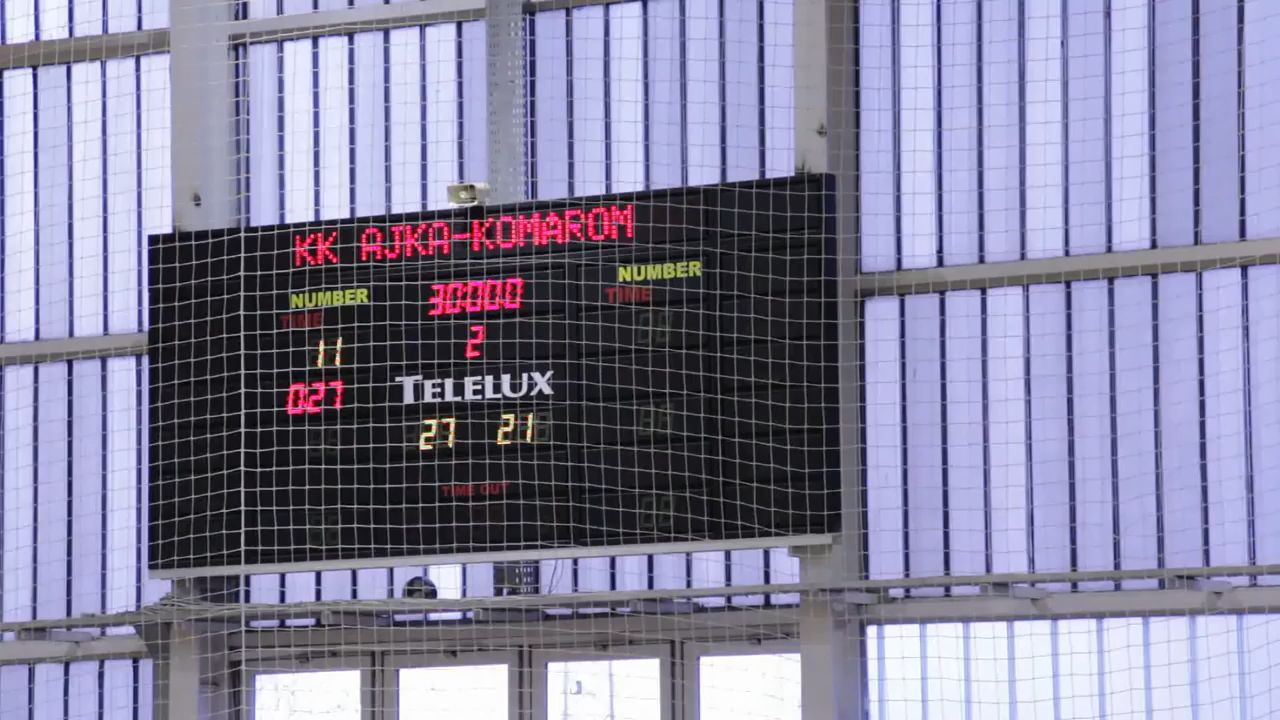 KK AJKA-KOMAROM
NUMBER
TIME
30:00
NUMBER
TIME
11
2
0:27
TELELUX
27 21
TIME OUT